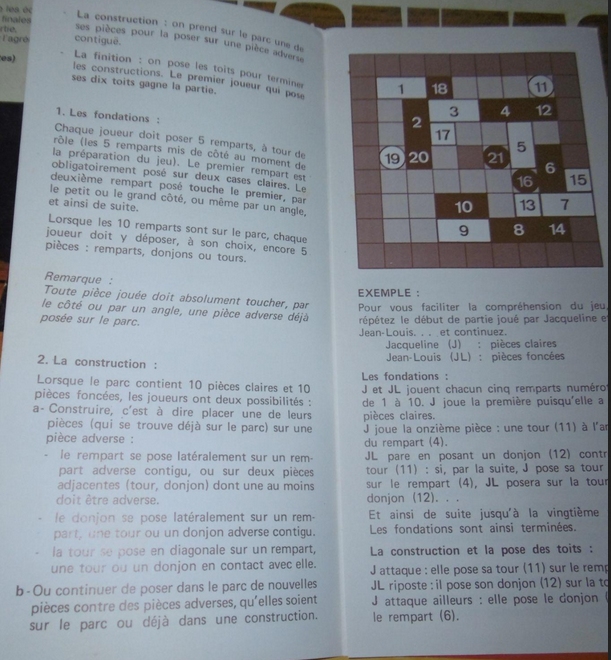 La construction : on prend sur le parc une de
ses pièces pour la poser sur une pièce adverse
contiguë.
La finition : on pose les toits pour terminer
les constructions. Le premier joueur qui pose
ses dix toits gagne la partie.
1. Les fondations :
Chaque joueur doit poser 5 remparts, à tour de
rôle (les 5 remparts mis de côté au moment de
la préparation du jeu). Le premier rempart est
obligatoirement posé sur deux cases claires. Le
deuxième rempart posé touche le premier, par
le petit ou le grand côté, ou même par un angle,
et ainsi de suite.
Lorsque les 10 remparts sont sur le parc, chaque
joueur doit y déposer, à son choix, encore 5
pièces : remparts, donjons ou tours.
Remarque :
Toute pièce jouée doit absolument toucher, par
le côté ou par un angle, une pièce adverse déjà
posée sur le parc.
2. La construction :
Lorsque le parc contient 10 pièces claires et 10
pièces foncées, les joueurs ont deux possibilités :
a- Construire, c'est à dire placer une de leurs
pièces (qui se trouve déjà sur le parc) sur une
pièce adverse :
- le rempart se pose latéralement sur un rem-
part adverse contigu, ou sur deux pièces
adjacentes (tour, donjon) dont une au moins
doit être adverse.
- le donjon se pose latéralement sur un rem-
part, une tour ou un donjon adverse contigu.
- la tour se pose en diagonale sur un rempart,
une tour ou un donjon en contact avec elle.
b-Ou continuer de poser dans le parc de nouvelles
pièces contre des pièces adverses, qu'elles soient
sur le parc ou déjà dans une construction.
1 18 11
3 4 12
2
17
5
19 20 21
6
16 15
10 13 7
9 8 14
EXEMPLE :
Pour vous faciliter la compréhension du jeu,
répétez le début de partie joué par Jacqueline et
Jean-Louis. . . et continuez.
Jacqueline (J) : pièces claires
Jean-Louis (JL) : pièces foncées
Les fondations :
J et JL jouent chacun cinq remparts numéro
de 1 à 10. J joue la première puisqu'elle a
pièces claires.
J joue la onzième pièce : une tour (11) à l'an
du rempart (4).
JL pare en posant un donjon (12) contr
tour (11) : si, par la suite, J pose sa tour
sur le rempart (4), JL posera sur la tour
donjon (12). . .
Et ainsi de suite jusqu'à la vingtième
Les fondations sont ainsi terminées.
La construction et la pose des toits :
J attaque : elle pose sa tour (11) sur le remp
JL riposte : il pose son donjon (12) sur la to
J attaque ailleurs : elle pose le donjon (
le rempart (6).